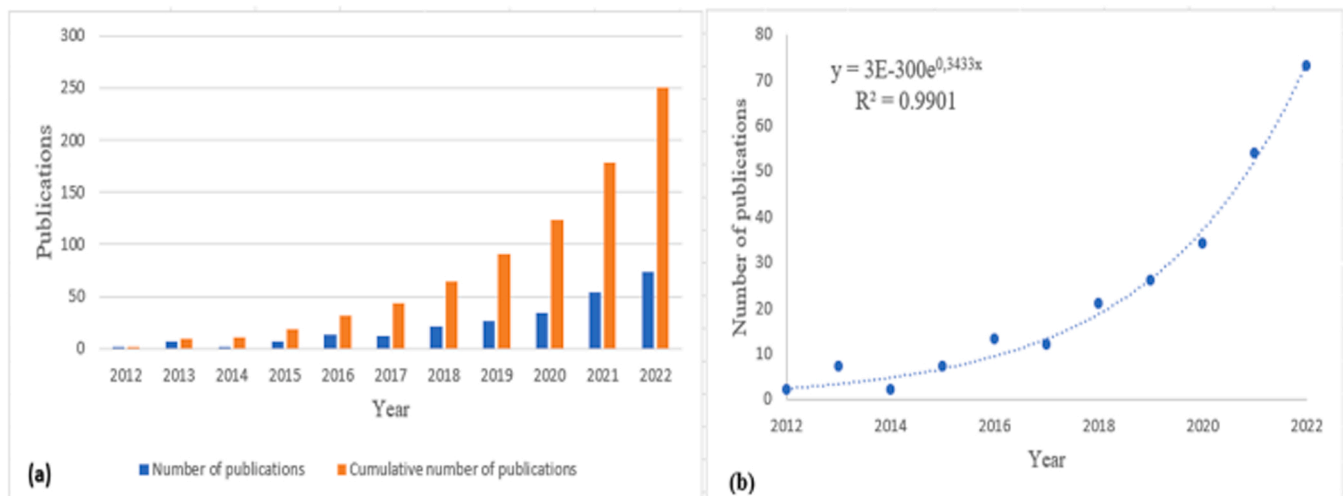 300
250
200
150
100
50
0
Publications
2012 2013 2014 2015 2016 2017 2018 2019 2020 2021 2022
Year
(a)
Number of publications Cumulative number of publications
80
70
60
50
40
30
20
10
0
Number of publications
y = 3E-300e^0,3433x
R² = 0.9901
2012 2014 2016 2018 2020 2022
Year
(b)